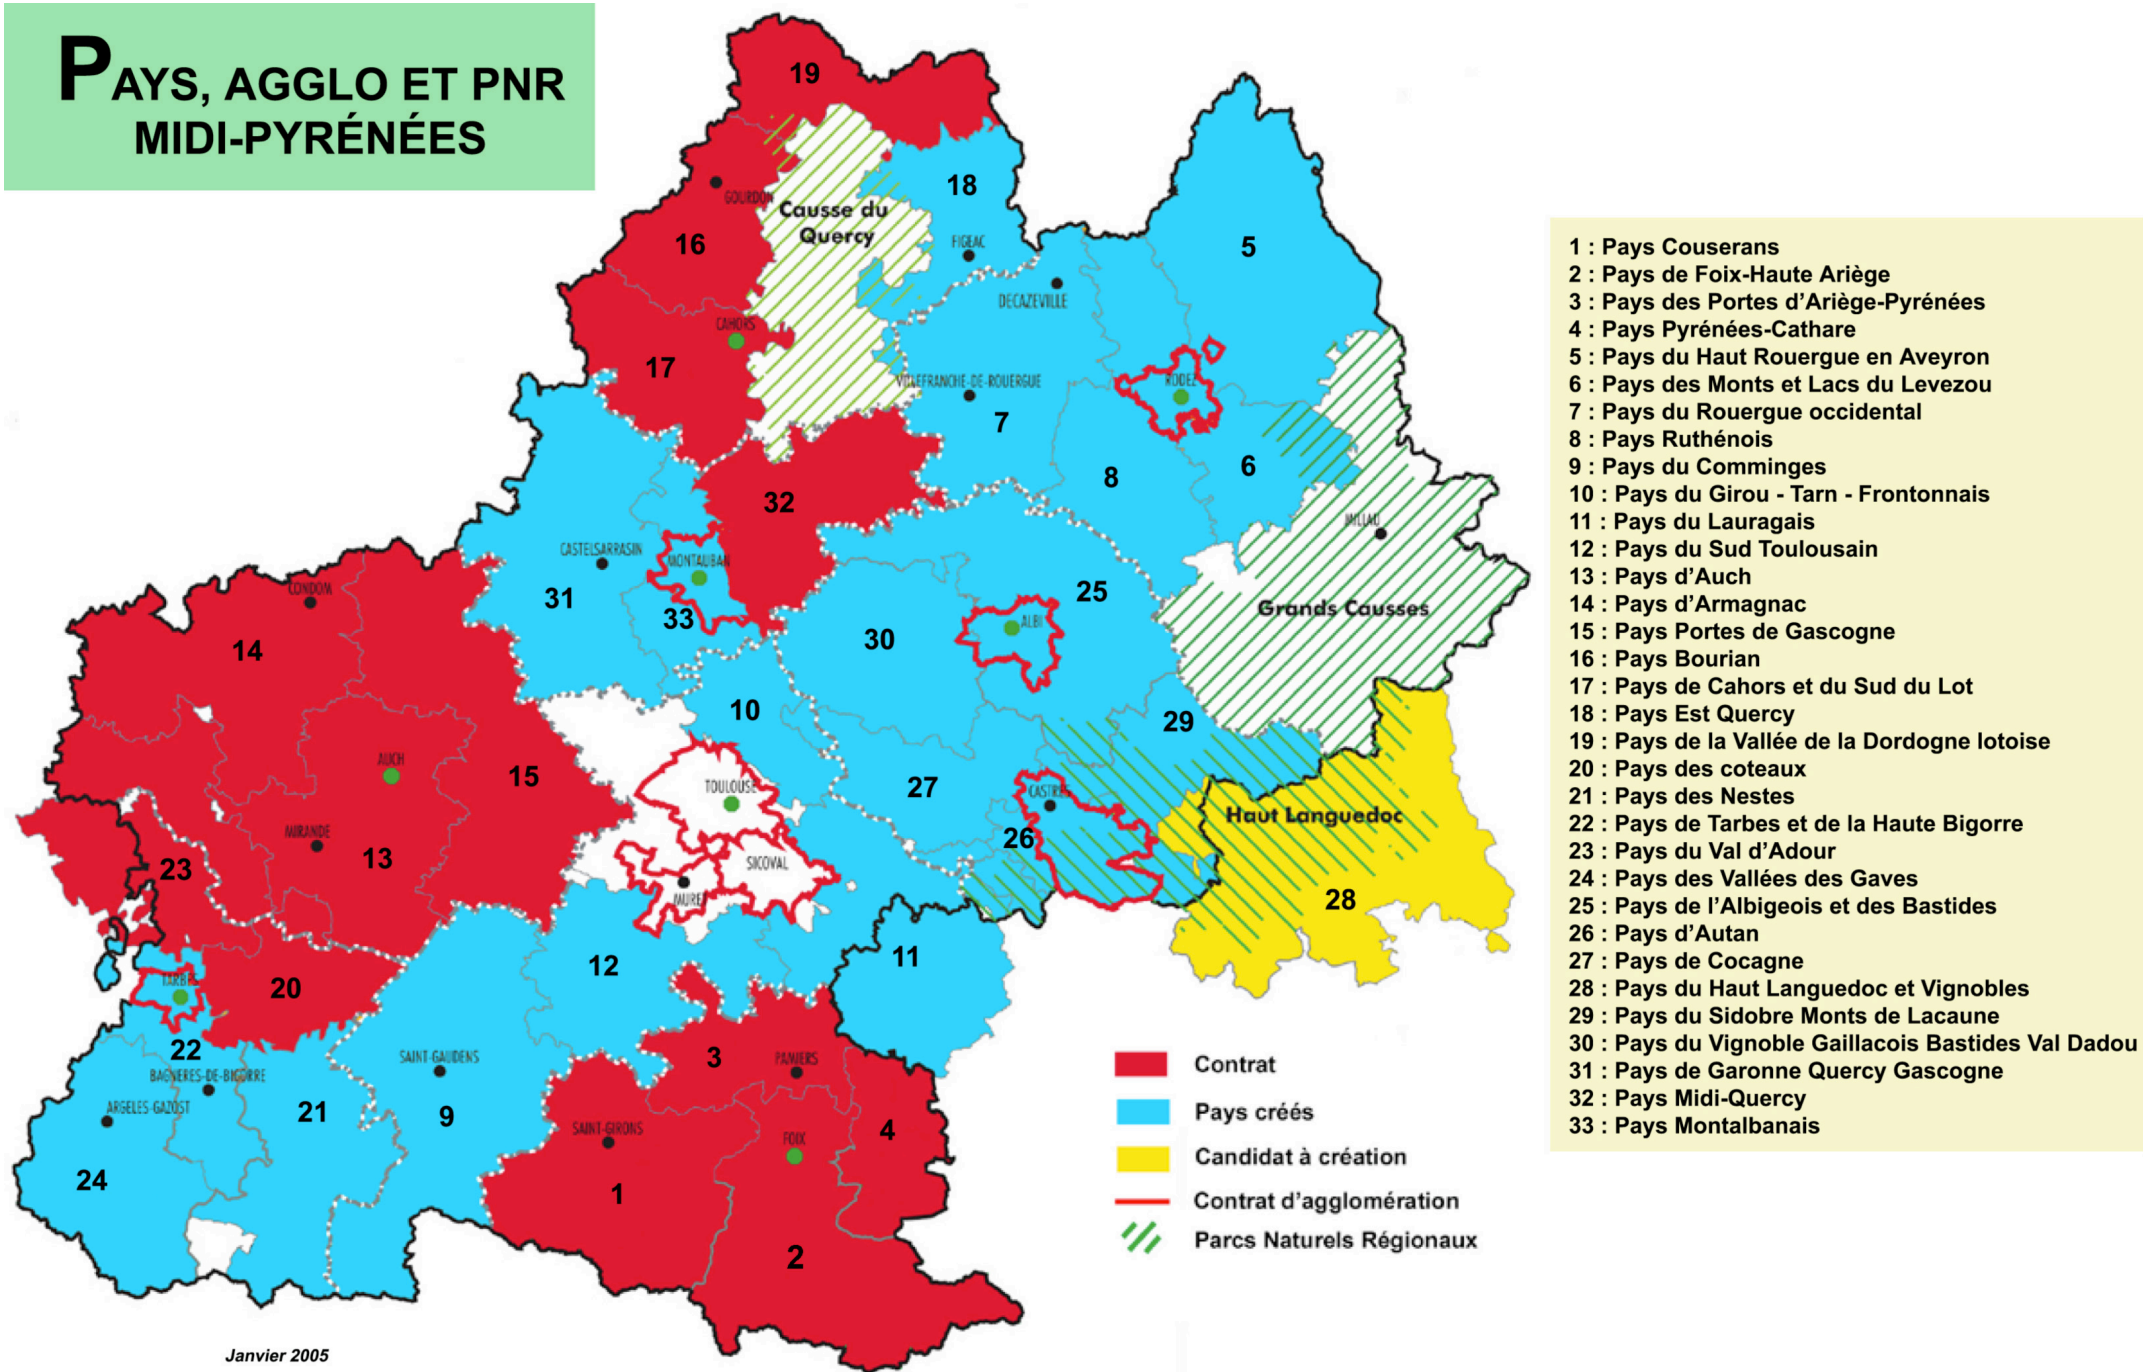 PAYS, AGGLO ET PNR
MIDI-PYRÉNÉES
19
18
GOURDON
Causse du
Quercy
16
FIGEAC
5
DECAZEVILLE
CAHORS
17
VILLEFRANCHE-DE-ROUERGUE
RODEZ
7
6
8
32
MILLAU
CASTELSARRASIN
MONTAUBAN
CONDOM
31
33
25
Grands Causses
ALBI
14
30
10
29
AUCH
15
TOULOUSE
27
CASTRES
Haut Languedoc
MIRANDE
26
13
23
SICOVAL
MURET
28
12
11
TARBES
20
22
SAINT-GAUDENS
3
PAMIERS
BAGNERES-DE-BIGORRE
ARGELES-GAZOST
21
9
SAINT-GIRONS
FOIX
4
24
1
2
Janvier 2005
1 : Pays Couserans
2 : Pays de Foix-Haute Ariège
3 : Pays des Portes d'Ariège-Pyrénées
4 : Pays Pyrénées-Cathare
5 : Pays du Haut Rouergue en Aveyron
6 : Pays des Monts et Lacs du Levezou
7 : Pays du Rouergue occidental
8 : Pays Ruthénois
9 : Pays du Comminges
10 : Pays du Girou - Tarn - Frontonnais
11 : Pays du Lauragais
12 : Pays du Sud Toulousain
13 : Pays d'Auch
14 : Pays d'Armagnac
15 : Pays Portes de Gascogne
16 : Pays Bourian
17 : Pays de Cahors et du Sud du Lot
18 : Pays Est Quercy
19 : Pays de la Vallée de la Dordogne lotoise
20 : Pays des coteaux
21 : Pays des Nestes
22 : Pays de Tarbes et de la Haute Bigorre
23 : Pays du Val d'Adour
24 : Pays des Vallées des Gaves
25 : Pays de l'Albigeois et des Bastides
26 : Pays d'Autan
27 : Pays de Cocagne
28 : Pays du Haut Languedoc et Vignobles
29 : Pays du Sidobre Monts de Lacaune
30 : Pays du Vignoble Gaillacois Bastides Val Dadou
31 : Pays de Garonne Quercy Gascogne
32 : Pays Midi-Quercy
33 : Pays Montalbanais
Contrat
Pays créés
Candidat à création
Contrat d'agglomération
Parcs Naturels Régionaux